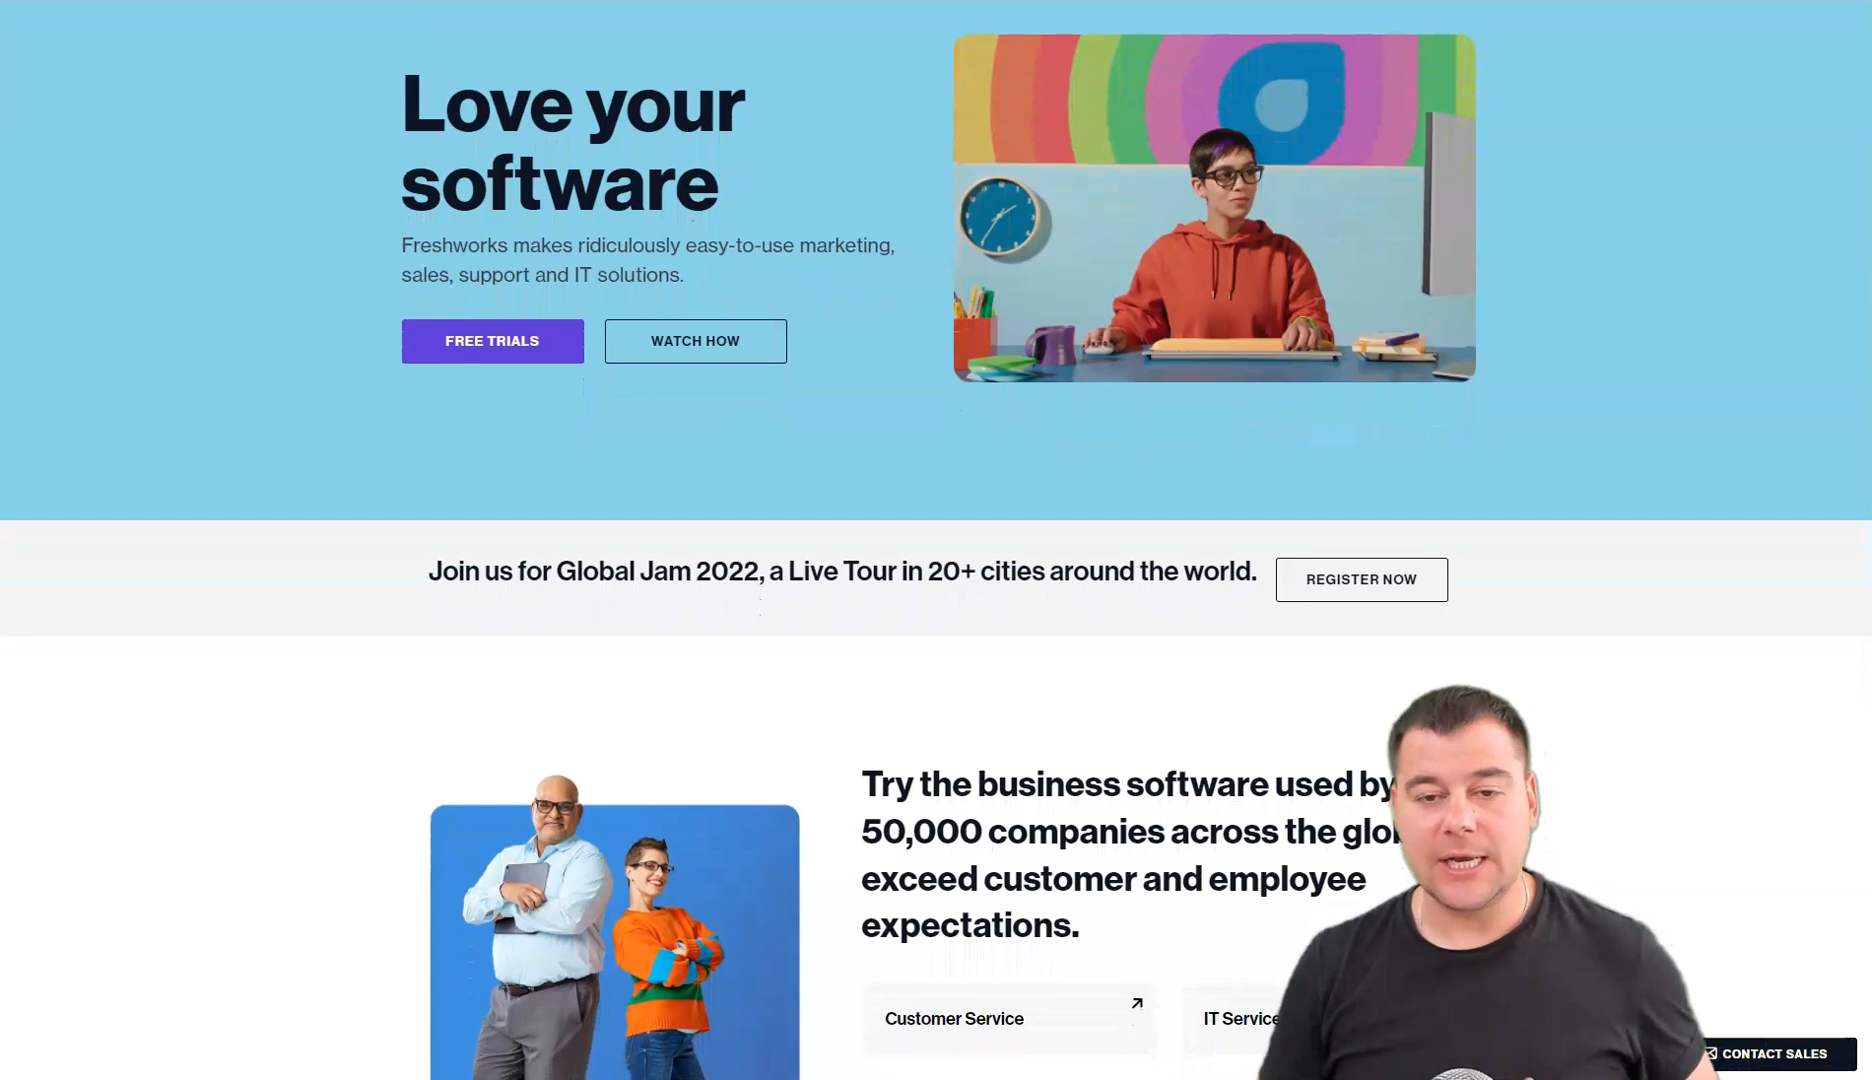 Love your
software
Freshworks makes ridiculously easy-to-use marketing,
sales, support and IT solutions.
FREE TRIALS
WATCH HOW
Join us for Global Jam 2022, a Live Tour in 20+ cities around the world.
REGISTER NOW
Try the business software used by
50,000 companies across the
exceed customer and employee
expectations.
Customer Service
IT Service
CONTACT SALES